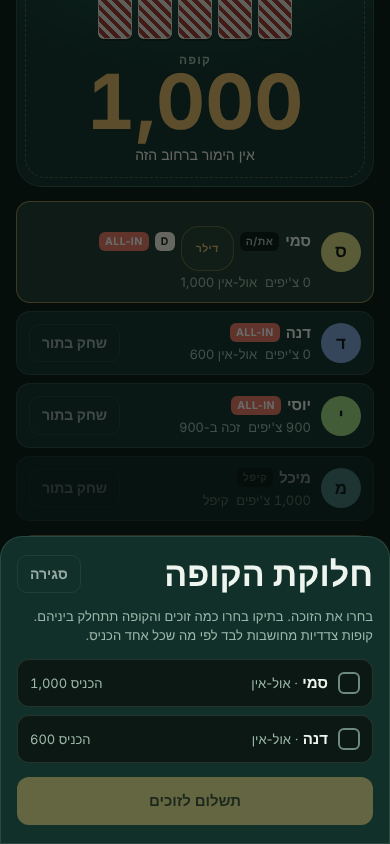 קופה
1,000
אין הימור ברחוב הזה
ס
סמי את/ה דילר D ALL-IN
0 צ'יפים אול-אין 1,000
ד
דנה ALL-IN
0 צ'יפים אול-אין 600
שחק בתור
י
יוסי ALL-IN
900 צ'יפים זכה ב-900
שחק בתור
מ
מיכל קיפל
1,000 צ'יפים קיפל
שחק בתור
חלוקת הקופה
סגירה
בחרו את הזוכה. בתיקו בחרו כמה זוכים והקופה תתחלק ביניהם.
קופות צדדיות מחושבות לבד לפי מה שכל אחד הכניס.
סמי · אול-אין הכניס 1,000
דנה · אול-אין הכניס 600
תשלום לזוכים